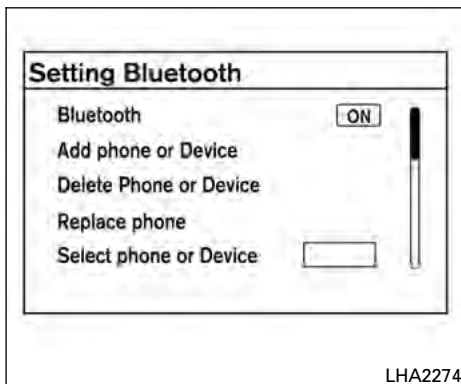 Setting Bluetooth
Bluetooth ON
Add phone or Device
Delete Phone or Device
Replace phone
Select phone or Device
LHA2274